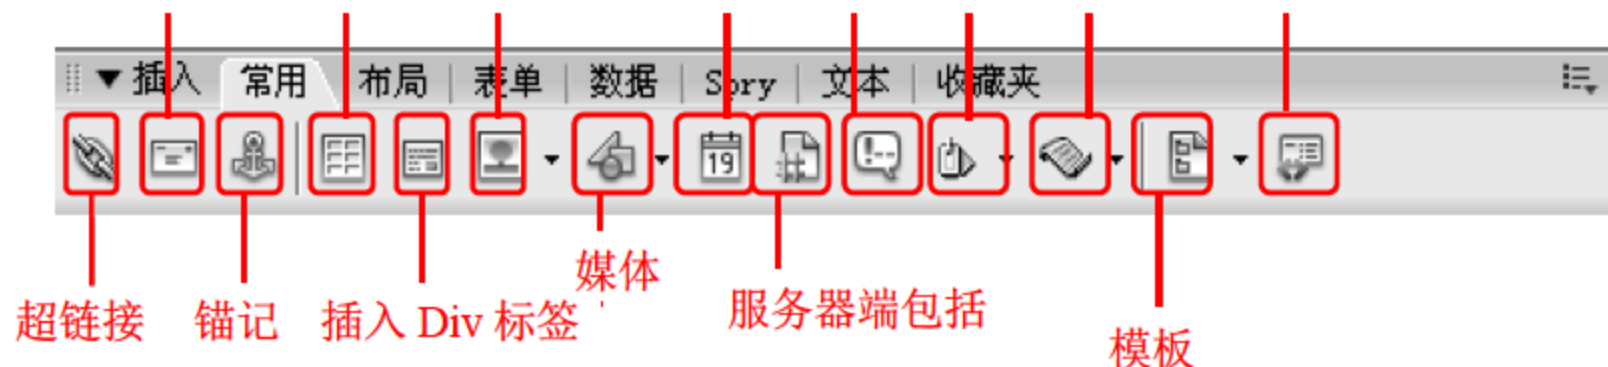 插入 常用 布局 表单 数据 Spry 文本 收藏夹
19
媒体
超链接 锚记 插入 Div 标签 服务器端包括
模板